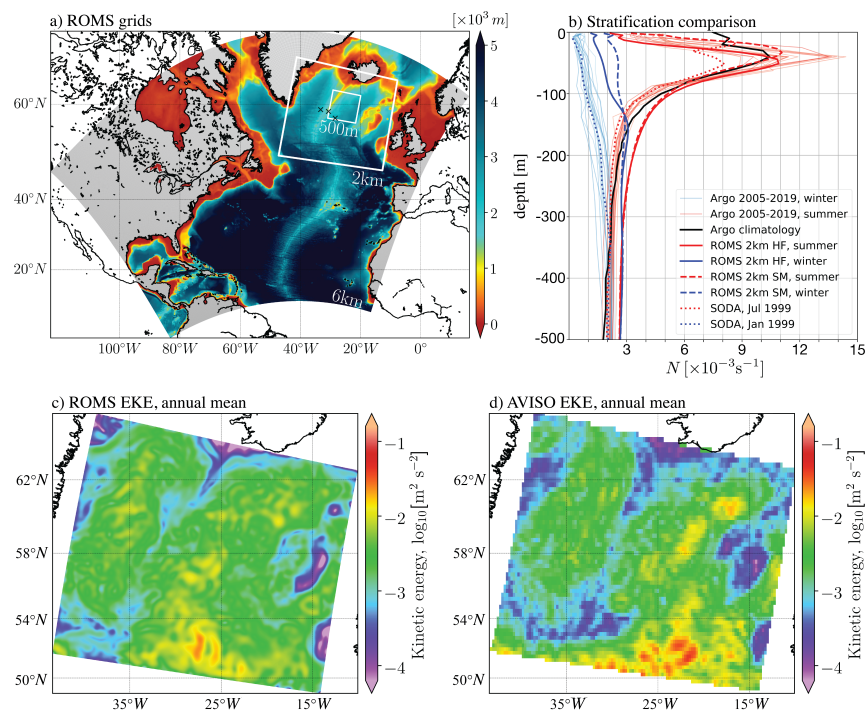 a) ROMS grids
[×10³ m]
60°N
40°N
20°N
100°W
80°W
60°W
40°W
20°W
0°
500m
2km
6km
5
4
3
2
1
0
b) Stratification comparison
0
-100
-200
-300
-400
-500
depth [m]
3
6
9
12
15
N [×10⁻³s⁻¹]
Argo 2005-2019, winter
Argo 2005-2019, summer
Argo climatology
ROMS 2km HF, summer
ROMS 2km HF, winter
ROMS 2km SM, summer
ROMS 2km SM, winter
SODA, Jul 1999
SODA, Jan 1999
c) ROMS EKE, annual mean
62°N
58°N
54°N
50°N
35°W
25°W
15°W
−1
−2
−3
−4
Kinetic energy, log₁₀[m² s⁻²]
d) AVISO EKE, annual mean
62°N
58°N
54°N
50°N
35°W
25°W
15°W
−1
−2
−3
−4
Kinetic energy, log₁₀[m² s⁻²]